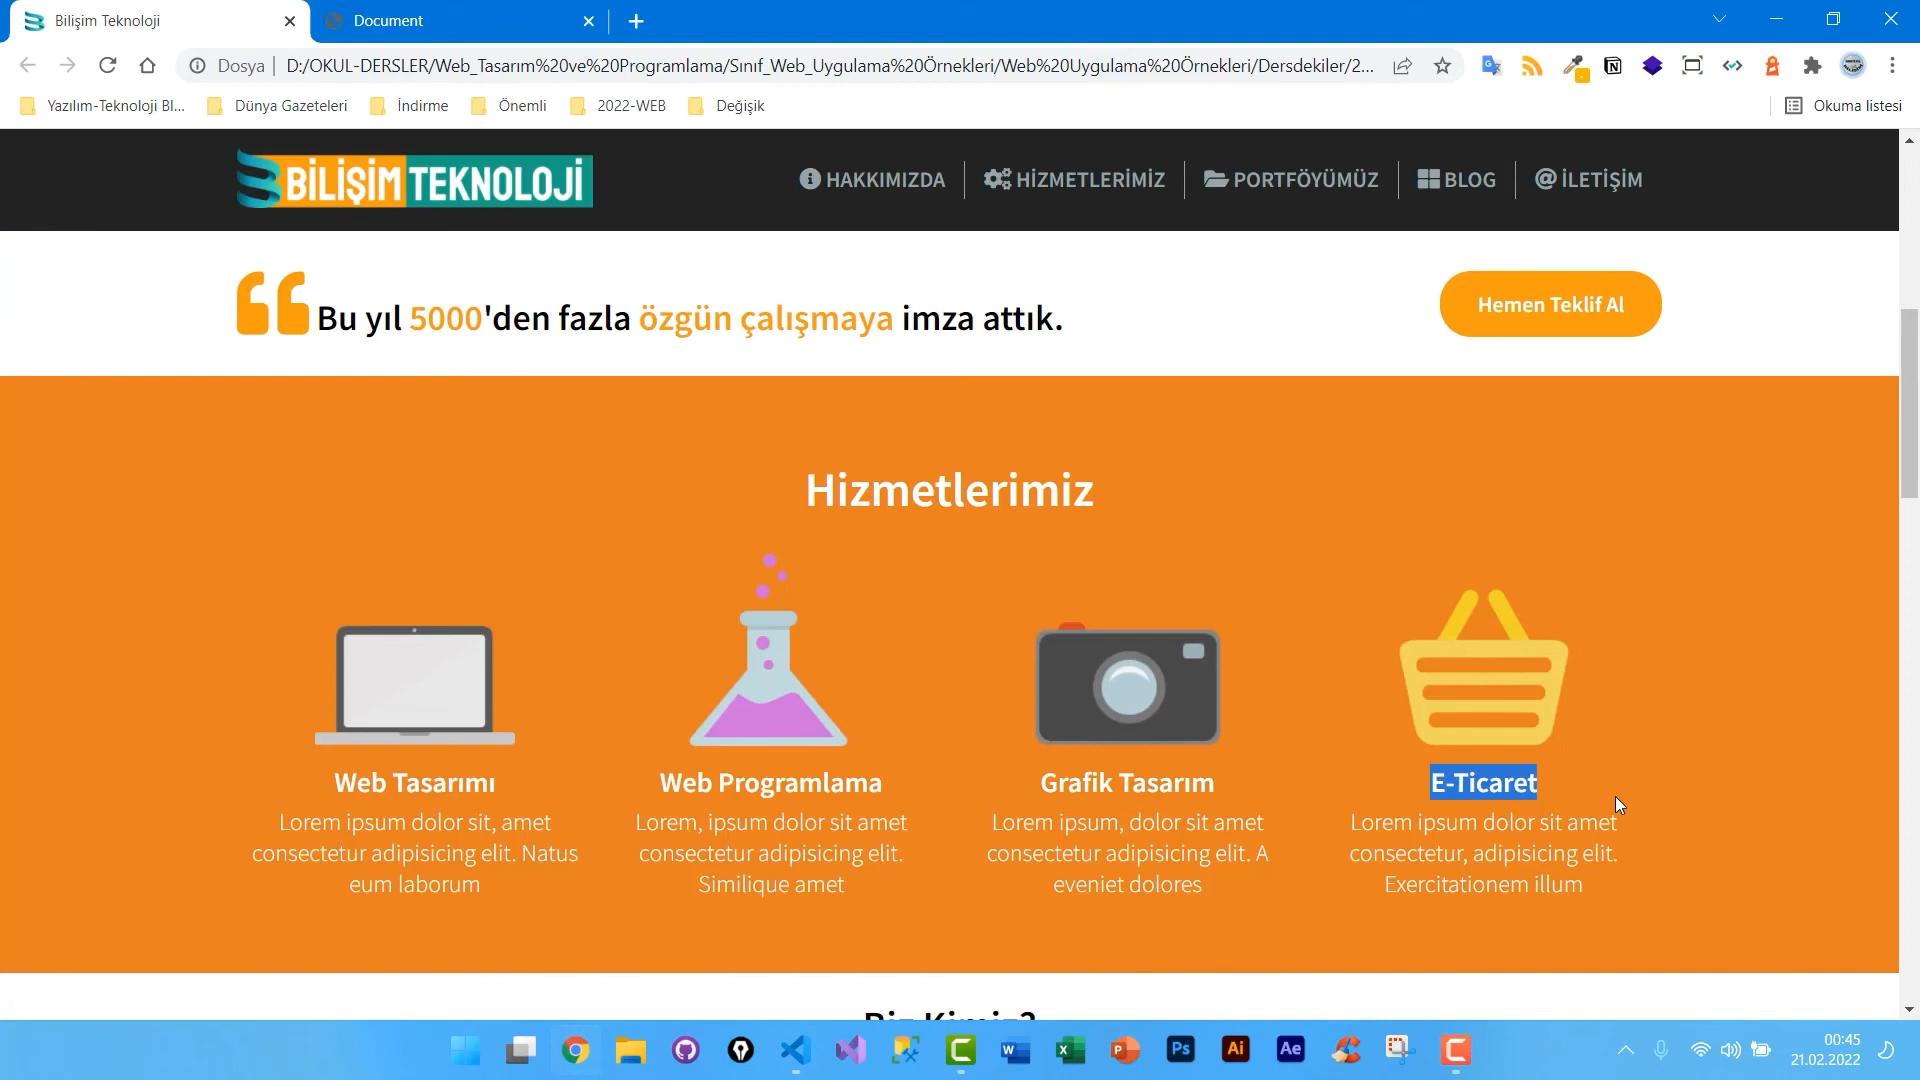 Bilişim Teknoloji
Document
Dosya
D:/OKUL-DERSLER/Web_Tasarım%20ve%20Programlama/Sınıf_Web_Uygulama%20Örnekleri/Web%20Uygulama%20Örnekleri/Dersdekiler/2...
Yazılım-Teknoloji Bl...
Dünya Gazeteleri
İndirme
Önemli
2022-WEB
Değişik
Okuma listesi
BİLİŞİM TEKNOLOJİ
HAKKIMIZDA
HİZMETLERİMİZ
PORTFÖYÜMÜZ
BLOG
İLETİŞİM
Bu yıl 5000'den fazla özgün çalışmaya imza attık.
Hemen Teklif Al
Hizmetlerimiz
Web Tasarımı
Lorem ipsum dolor sit, amet
consectetur adipisicing elit. Natus
eum laborum
Web Programlama
Lorem, ipsum dolor sit amet
consectetur adipisicing elit.
Similique amet
Grafik Tasarım
Lorem ipsum, dolor sit amet
consectetur adipisicing elit. A
eveniet dolores
E-Ticaret
Lorem ipsum dolor sit amet
consectetur, adipisicing elit.
Exercitationem illum
Biz Kimiz?
Ps
Ai
Ae
00:45
21.02.2022